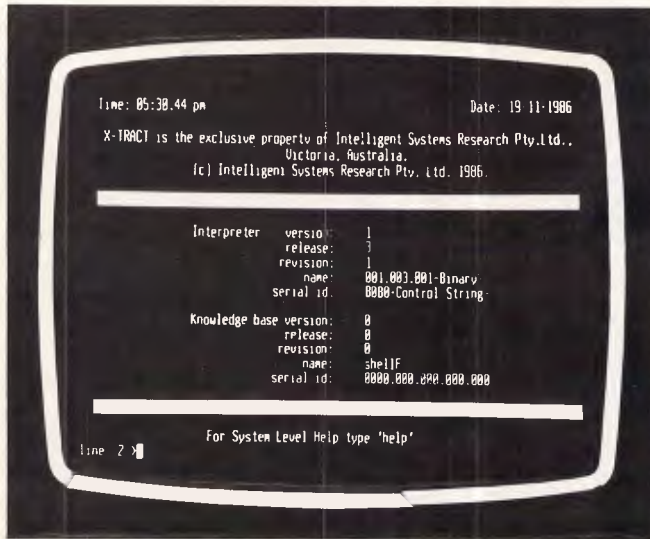 Time: 05:30.44 pm Date: 19-11-1986
X-TRACT is the exclusive property of Intelligent Systems Research Pty.Ltd.,
Victoria, Australia.
(c) Intelligent Systems Research Pty. Ltd. 1986.
Interpreter version: 1
release: 3
revision: 1
name: 001.003.001-Binary
serial id: B0B0-Control String-
Knowledge base version: 0
release: 0
revision: 0
name: shellF
serial id: 0000.000.000.000.000
For System Level Help type 'help'
line 2 >